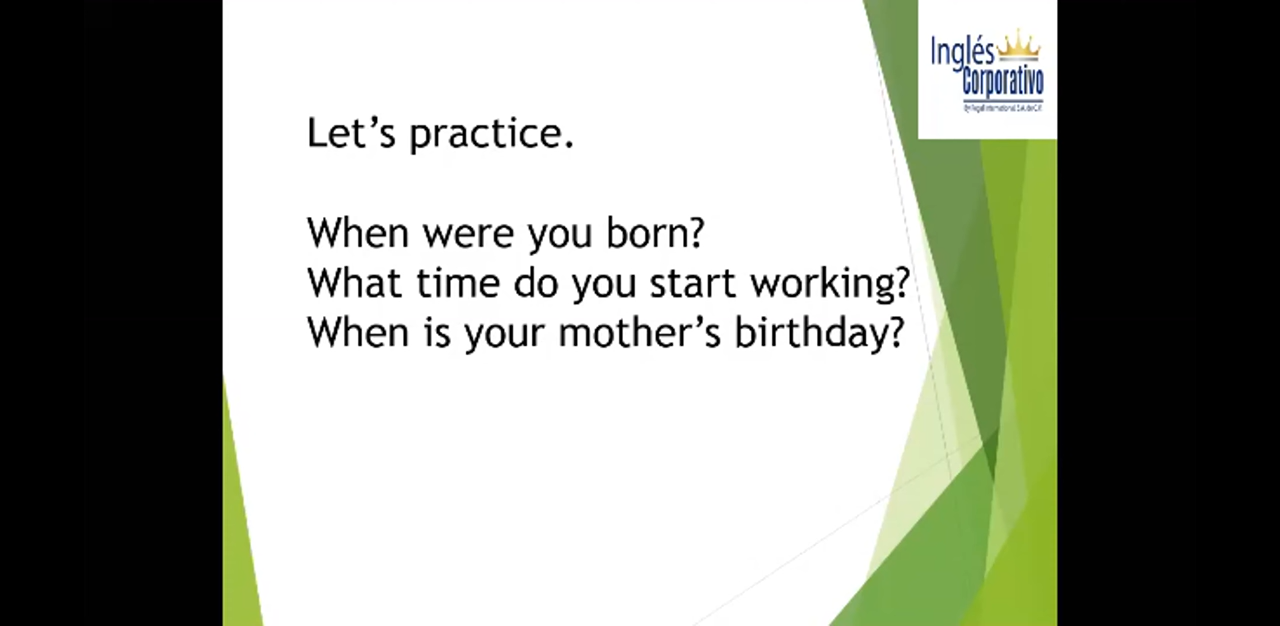 Inglés
Corporativo
Let's practice.
When were you born?
What time do you start working?
When is your mother's birthday?